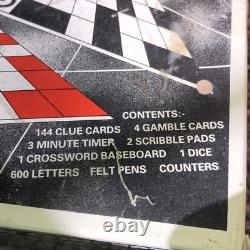 CONTENTS:-
144 CLUE CARDS 4 GAMBLE CARDS
3 MINUTE TIMER 2 SCRIBBLE PADS
1 CROSSWORD BASEBOARD 1 DICE
600 LETTERS FELT PENS COUNTERS
ebay